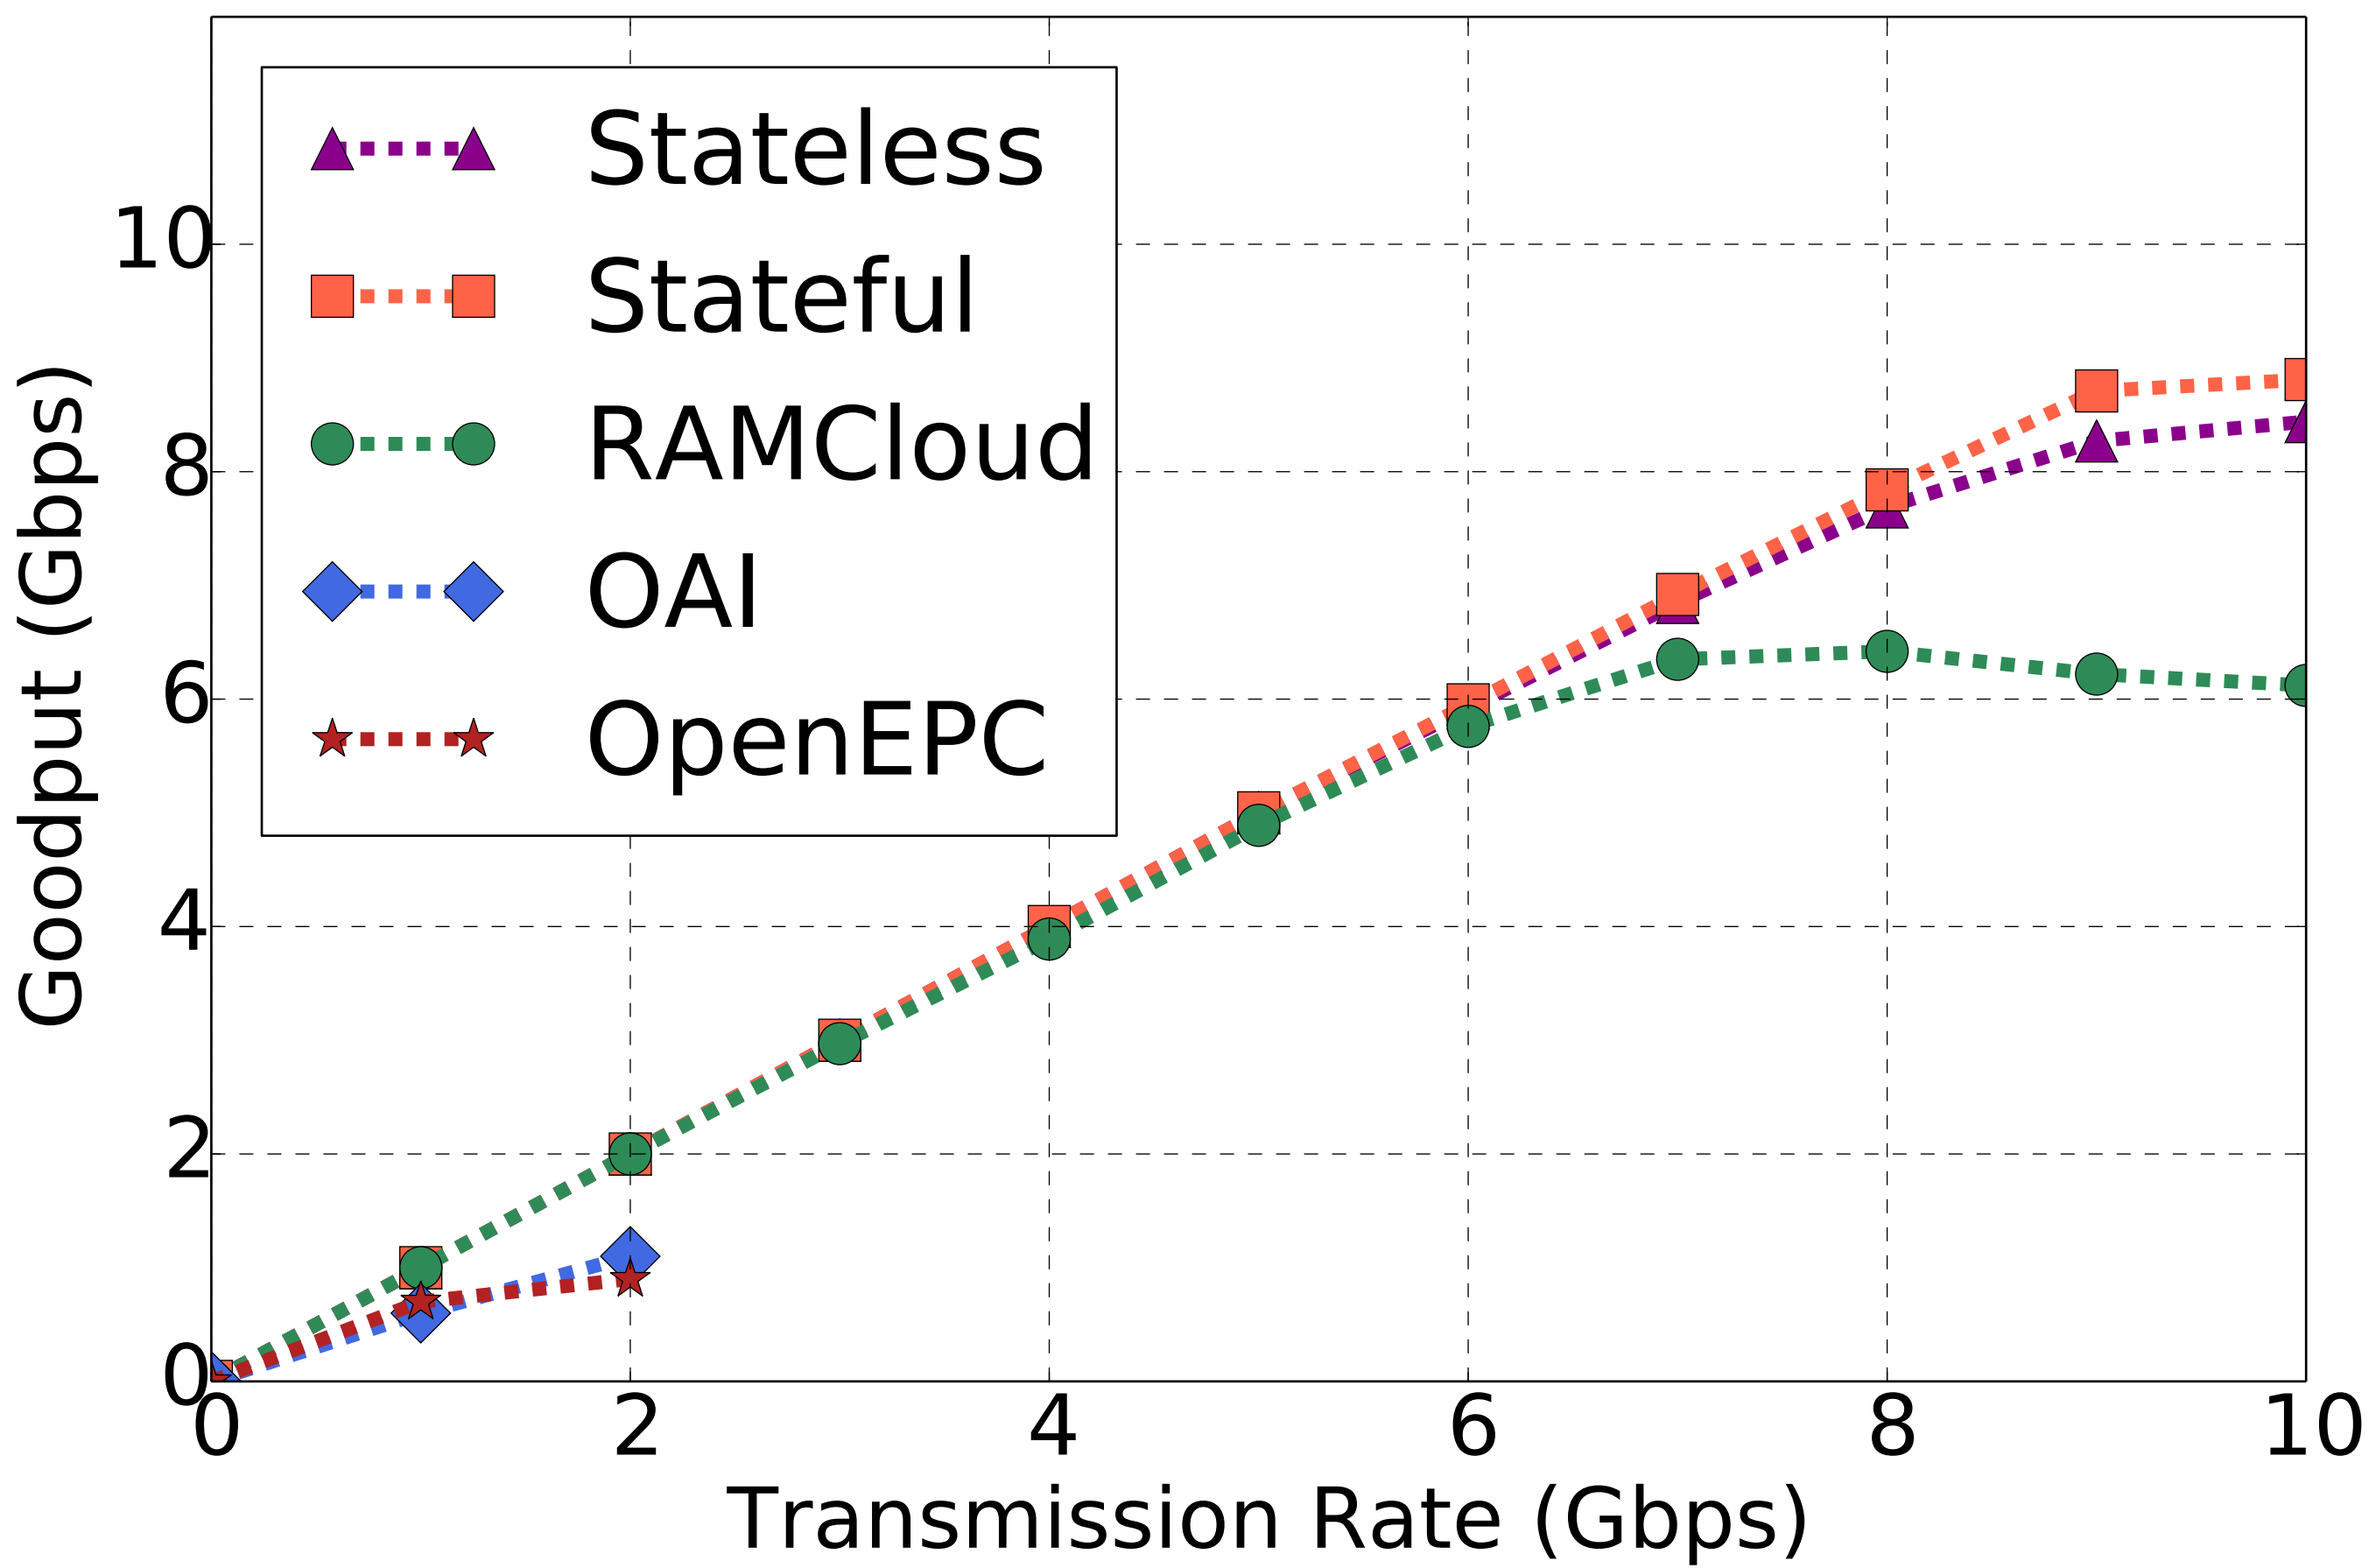 Stateless
Stateful
RAMCloud
OAI
OpenEPC
Goodput (Gbps)
10
8
6
4
2
0
0 2 4 6 8 10
Transmission Rate (Gbps)